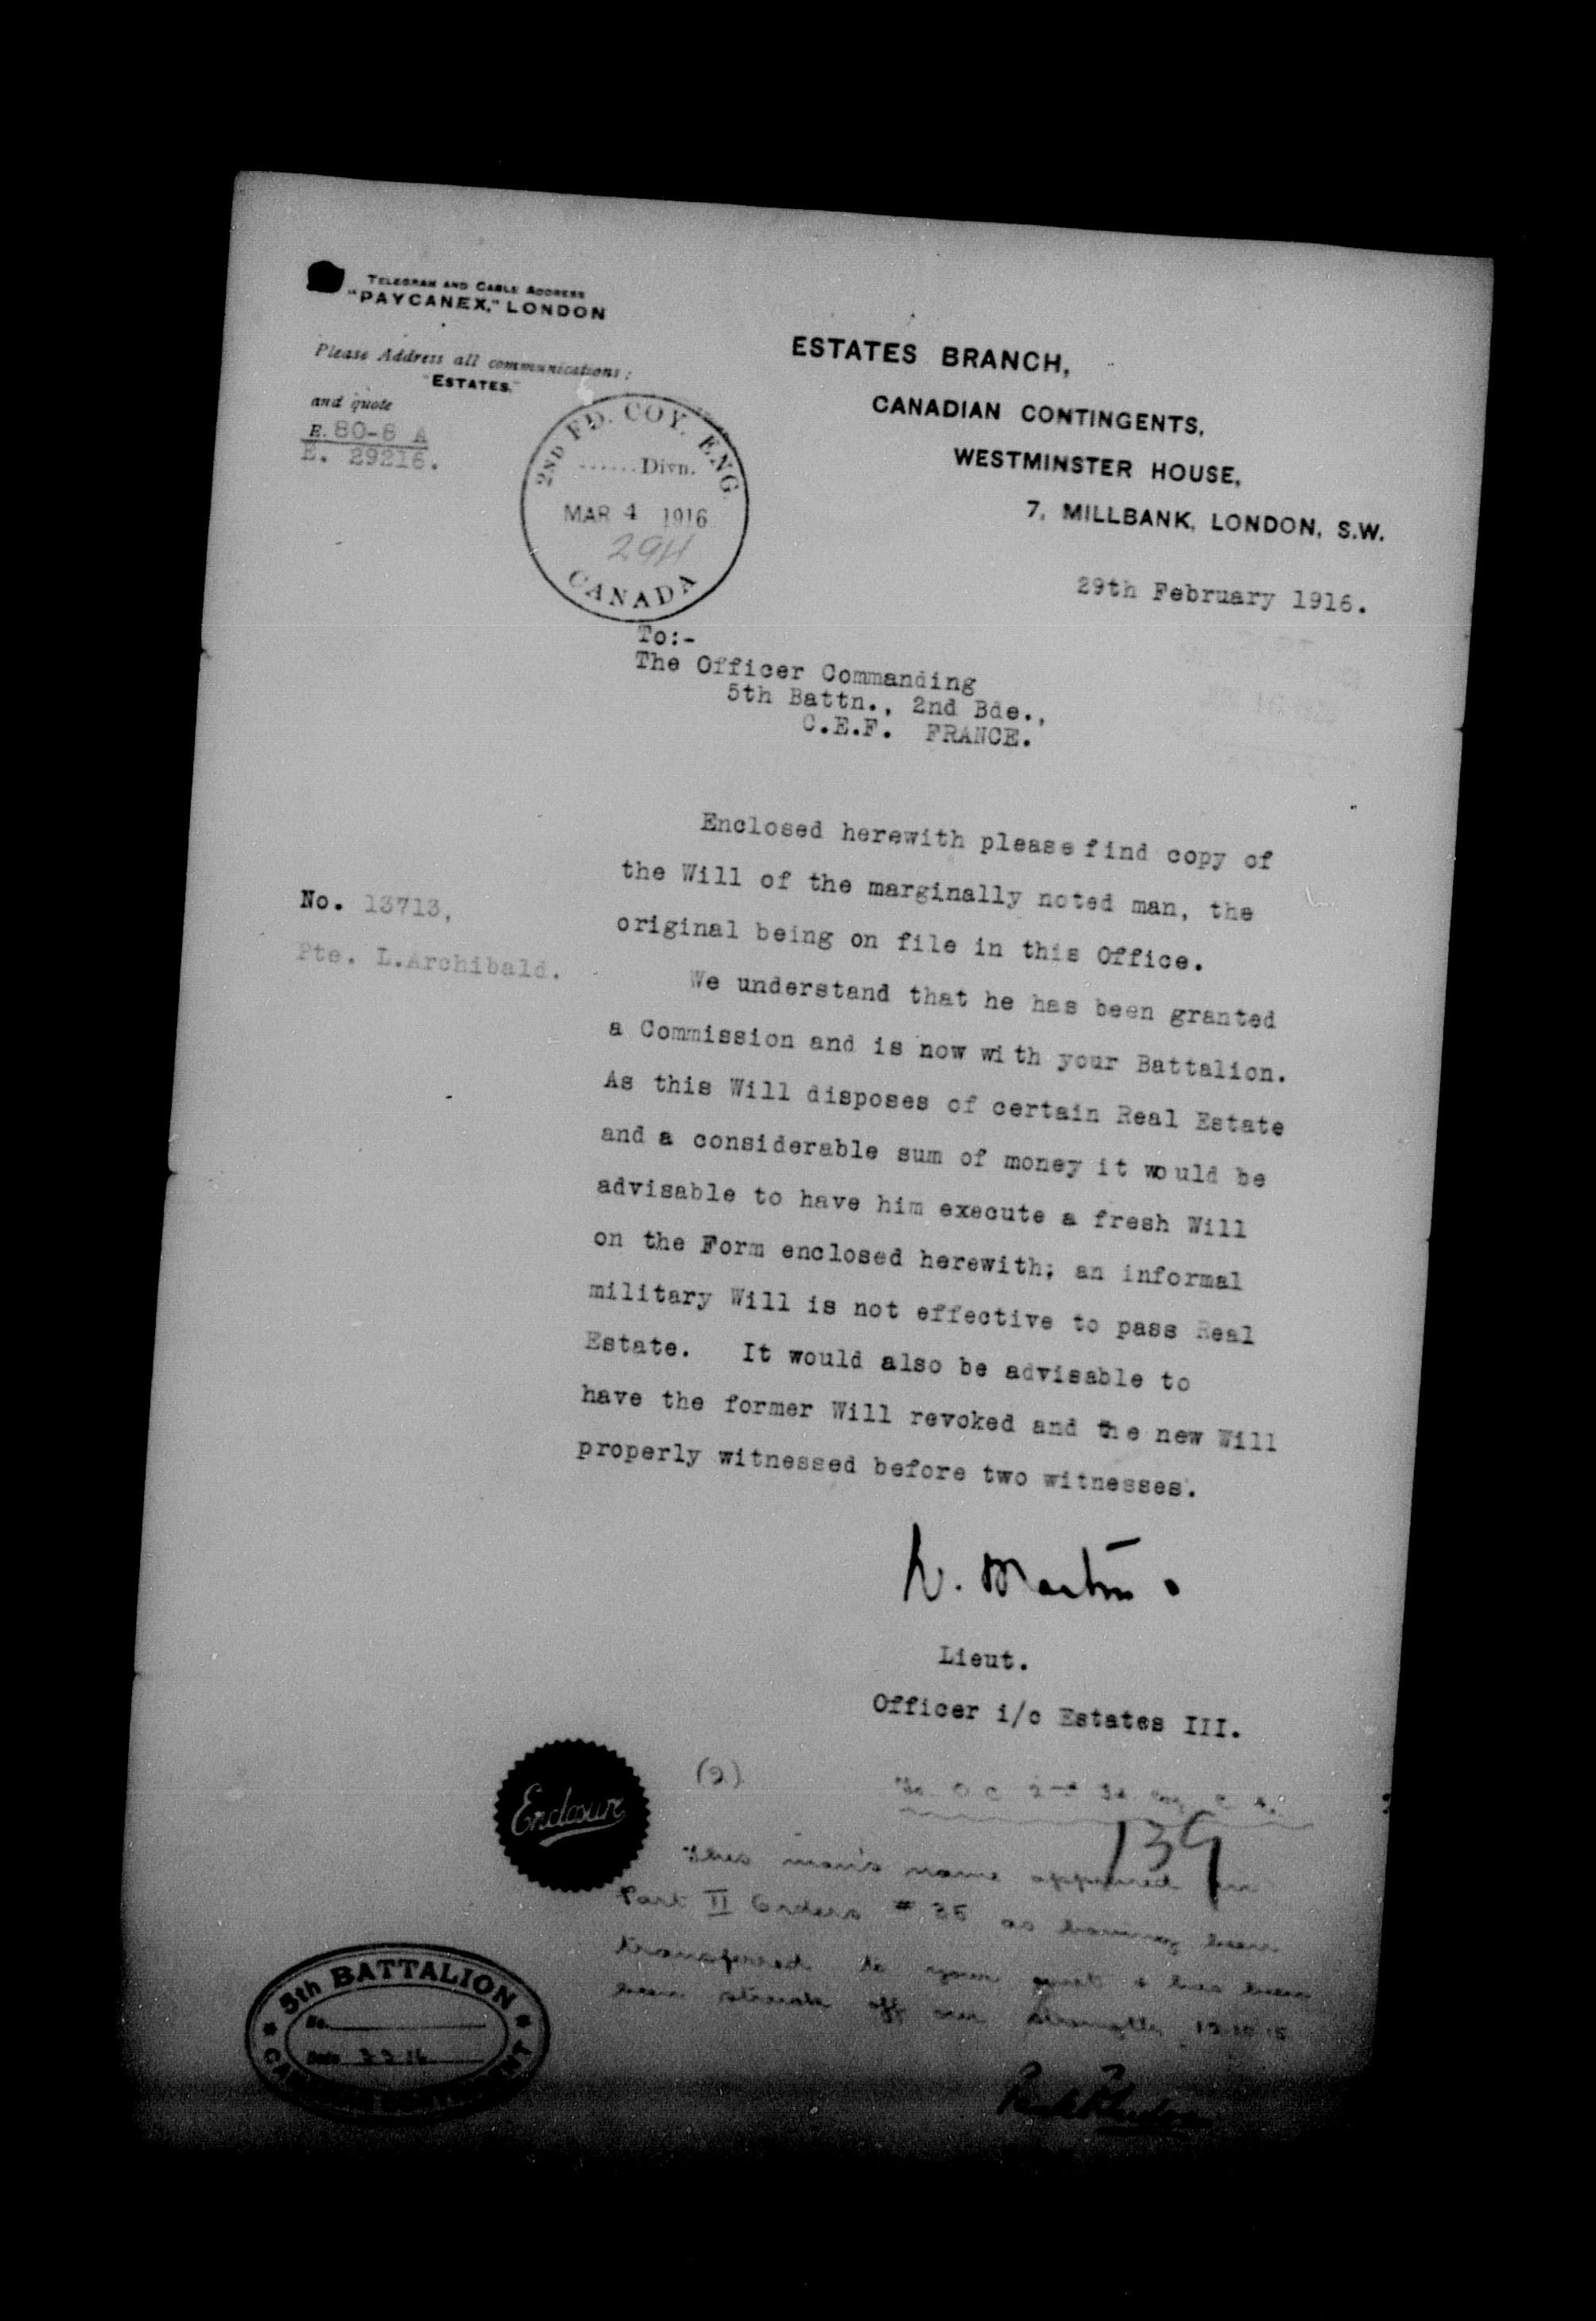 TELEGRAM AND CABLE ADDRESS
"PAYCANEX," LONDON
Please Address all communications:
"ESTATES."
and quote
E. 80-8 A
E. 29216.
ESTATES BRANCH,
CANADIAN CONTINGENTS,
WESTMINSTER HOUSE,
7, MILLBANK, LONDON, S.W.
2ND FD. COY. ENG.
......Divn.
MAR 4 1916
CANADA
29th February 1916.
To:-
The Officer Commanding
5th Battn., 2nd Bde.,
C.E.F. FRANCE.
No. 13713,
Pte. L.Archibald.
Enclosed herewith please find copy of
the Will of the marginally noted man, the
original being on file in this Office.
We understand that he has been granted
a Commission and is now with your Battalion.
As this Will disposes of certain Real Estate
and a considerable sum of money it would be
advisable to have him execute a fresh Will
on the Form enclosed herewith; an informal
military Will is not effective to pass Real
Estate. It would also be advisable to
have the former Will revoked and the new Will
properly witnessed before two witnesses.
Martin
Lieut.
Officer i/c Estates III.
Enclosure
(2)
139
Part II Orders #
5th BATTALION
No.
Date